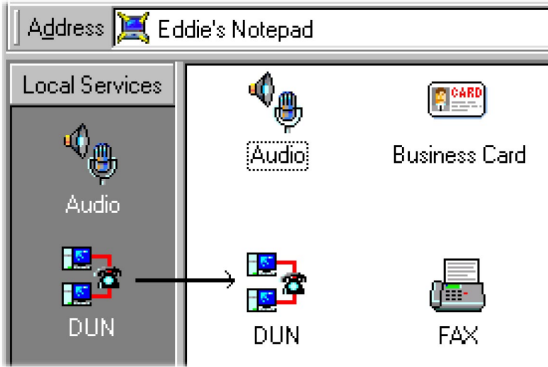 Address Eddie's Notepad
Local Services
Audio
DUN
Audio
Business Card
CARD
DUN
FAX